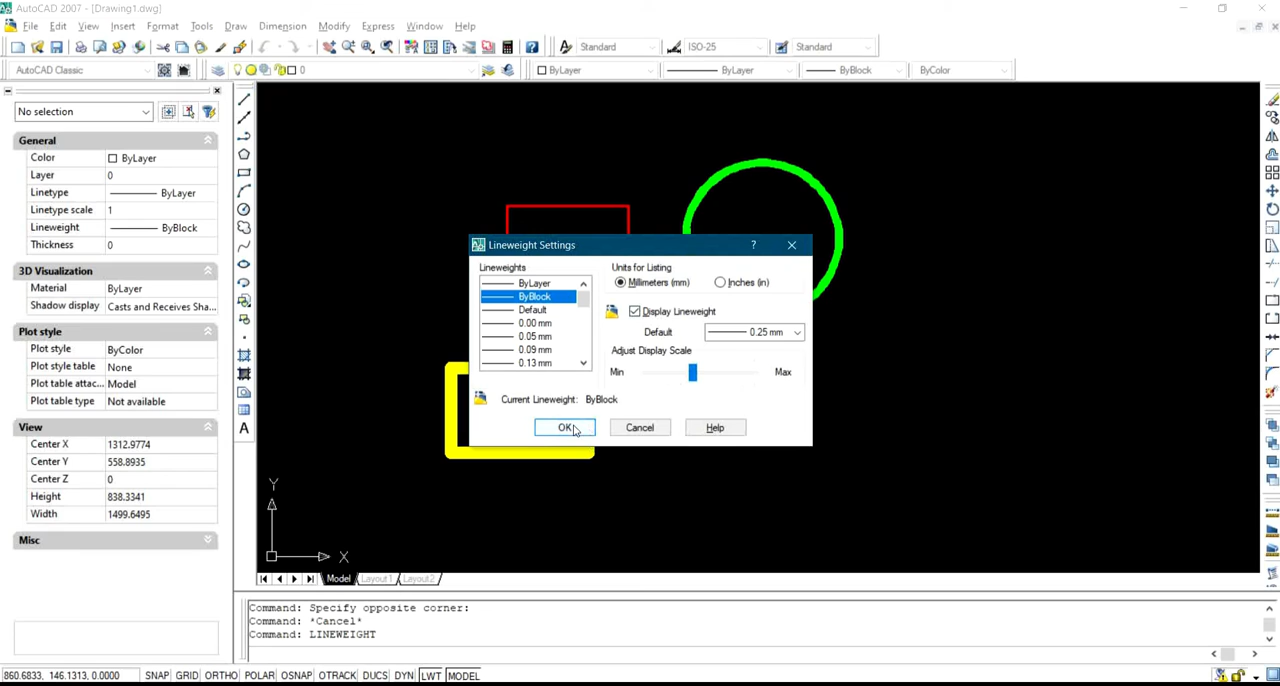 AutoCAD 2007 - [Drawing1.dwg]
File Edit View Insert Format Tools Draw Dimension Modify Express Window Help
Standard ISO-25 Standard
AutoCAD Classic 0 ByLayer ByLayer ByBlock ByColor
No selection
General
Color ByLayer
Layer 0
Linetype ByLayer
Linetype scale 1
Lineweight ByBlock
Thickness 0
3D Visualization
Material ByLayer
Shadow display Casts and Receives Sha...
Plot style
Plot style ByColor
Plot style table None
Plot table attac... Model
Plot table type Not available
View
Center X 1312.9774
Center Y 558.8935
Center Z 0
Height 838.3341
Width 1499.6495
Misc
A
Lineweight Settings ?
Lineweights
ByLayer
ByBlock
Default
0.00 mm
0.05 mm
0.09 mm
0.13 mm
Units for Listing
Millimeters (mm) Inches (in)
Display Lineweight
Default 0.25 mm
Adjust Display Scale
Min Max
Current Lineweight: ByBlock
OK Cancel Help
Y
X
Model Layout1 Layout2
Command: Specify opposite corner:
Command: *Cancel*
Command: LINEWEIGHT
860.6833, 146.1313, 0.0000 SNAP GRID ORTHO POLAR OSNAP OTRACK DUCS DYN LWT MODEL